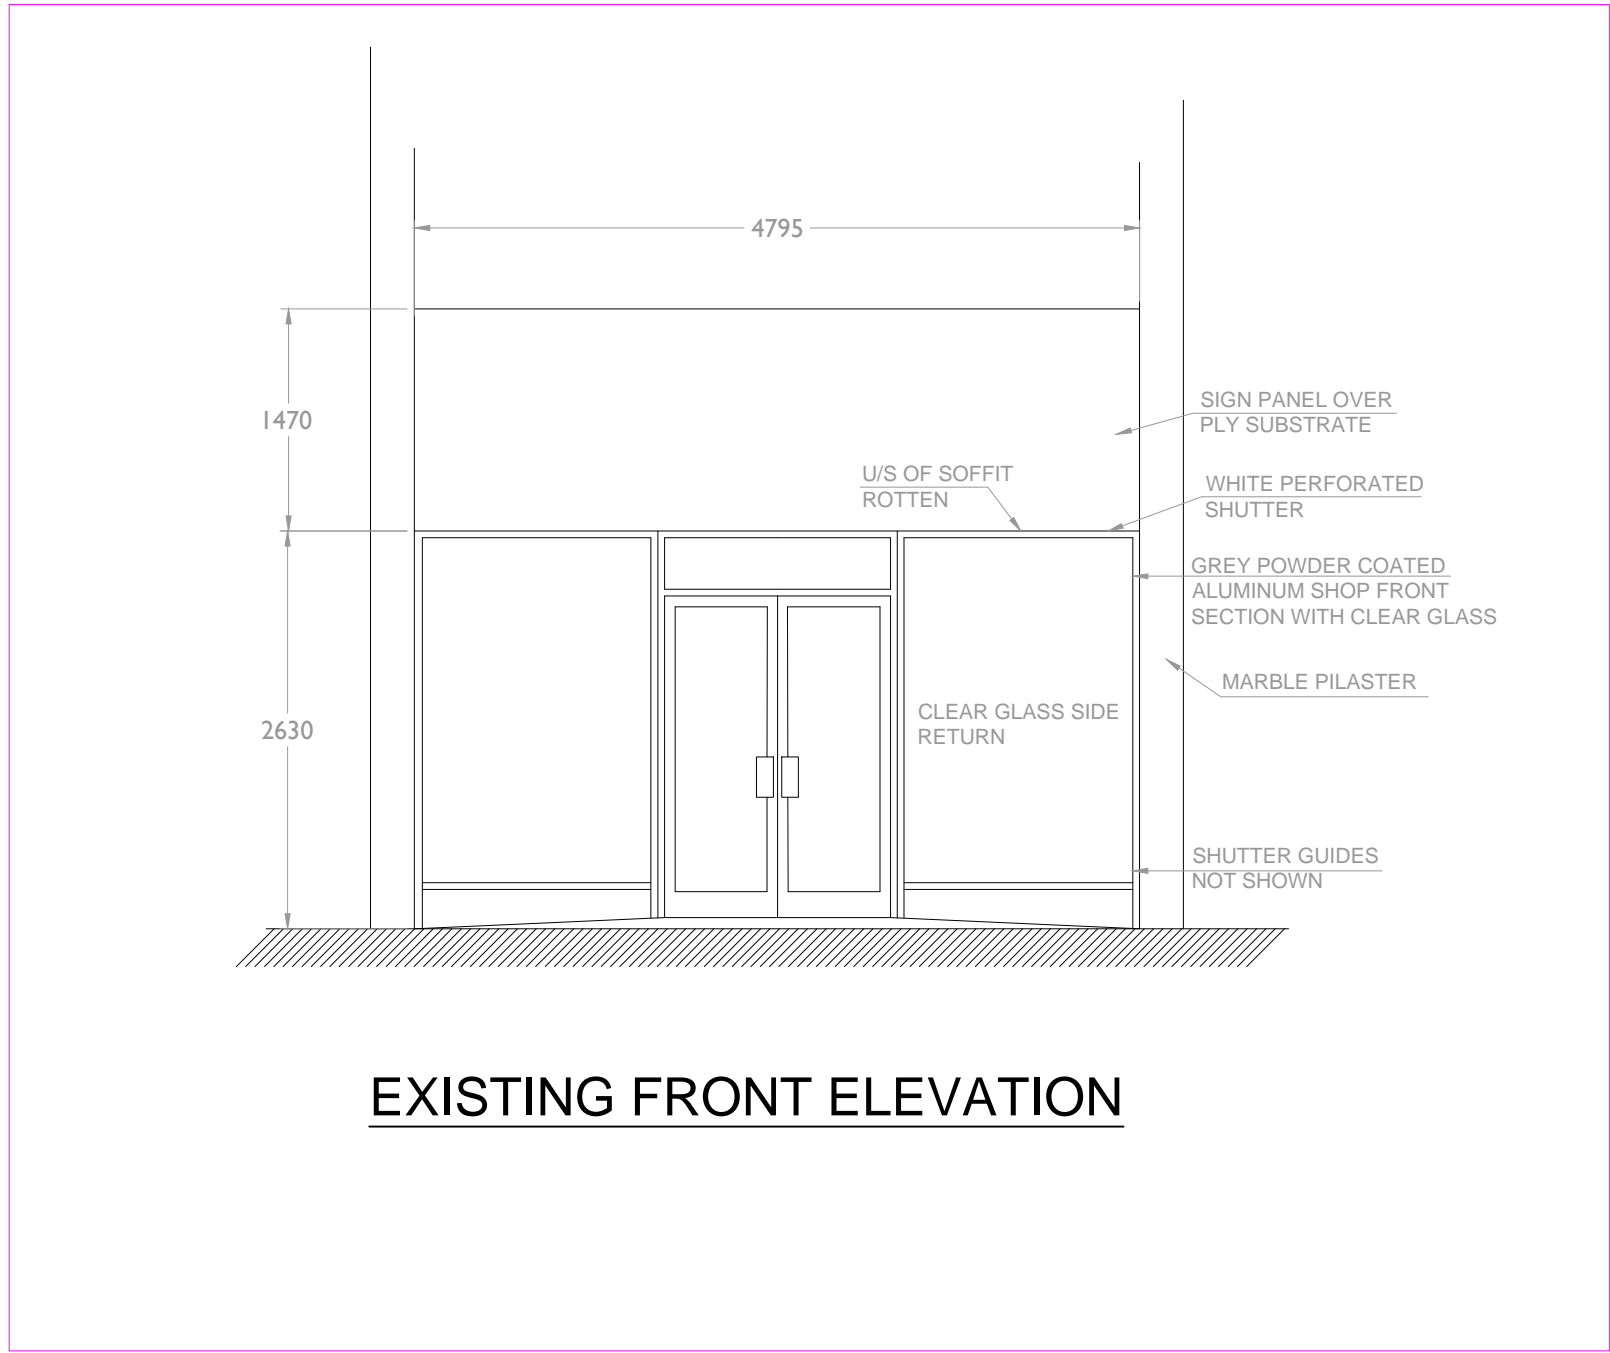 4795
1470
SIGN PANEL OVER
PLY SUBSTRATE
U/S OF SOFFIT
ROTTEN
WHITE PERFORATED
SHUTTER
GREY POWDER COATED
ALUMINUM SHOP FRONT
SECTION WITH CLEAR GLASS
MARBLE PILASTER
CLEAR GLASS SIDE
RETURN
2630
SHUTTER GUIDES
NOT SHOWN
EXISTING FRONT ELEVATION